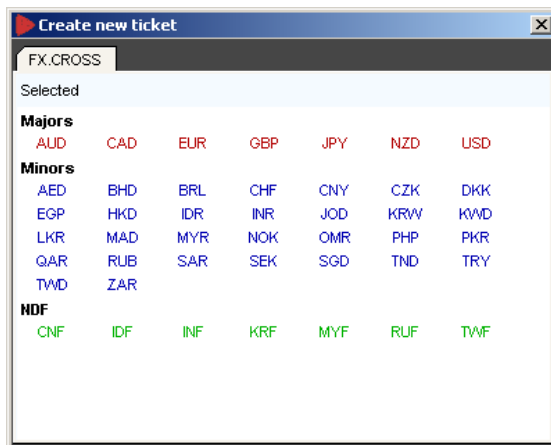 Create new ticket
FX.CROSS
Selected
Majors
AUD CAD EUR GBP JPY NZD USD
Minors
AED BHD BRL CHF CNY CZK DKK
EGP HKD IDR INR JOD KRW KWD
LKR MAD MYR NOK OMR PHP PKR
QAR RUB SAR SEK SGD TND TRY
TWD ZAR
NDF
CNF IDF INF KRF MYF RUF TWF